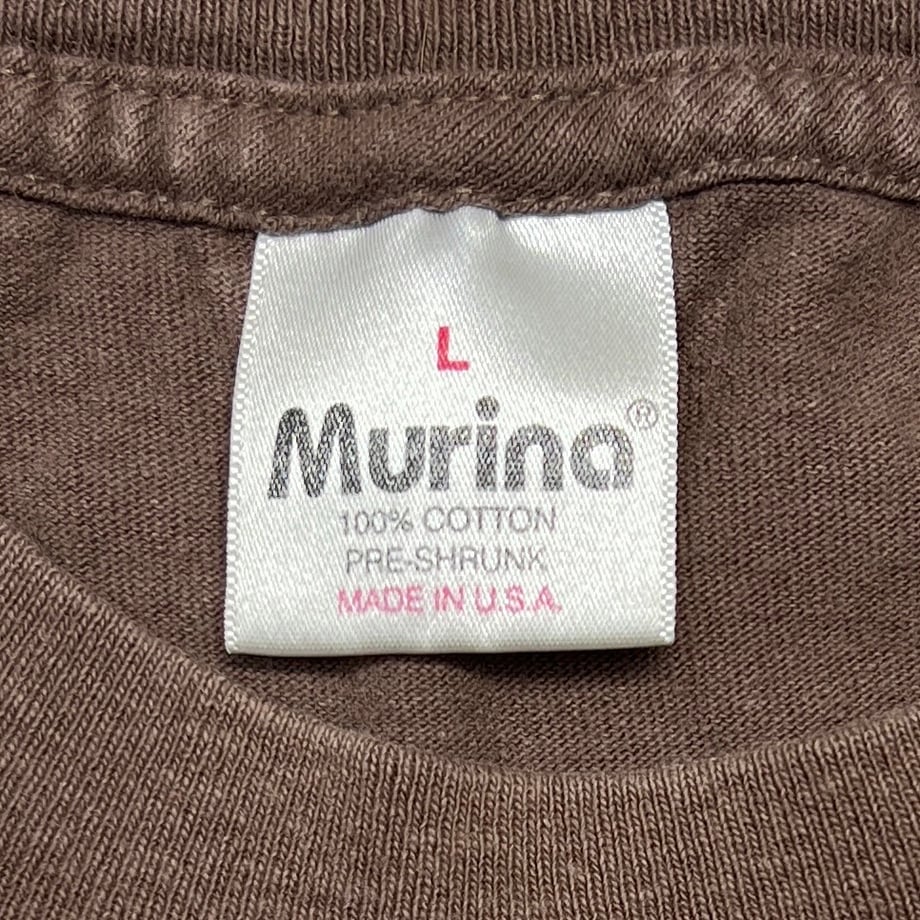 L
Murina®
100% COTTON
PRE-SHRUNK
MADE IN U.S.A.